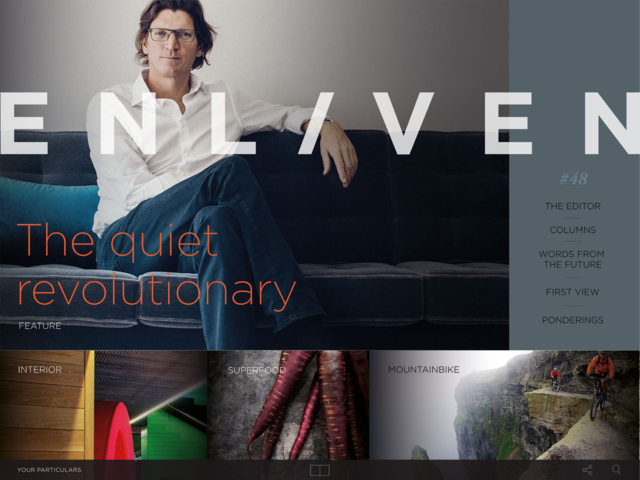 ENL/VEN
#48
THE EDITOR
COLUMNS
WORDS FROM
THE FUTURE
FIRST VIEW
PONDERINGS
The quiet
revolutionary
FEATURE
INTERIOR
SUPERFOOD
MOUNTAINBIKE
YOUR PARTICULARS